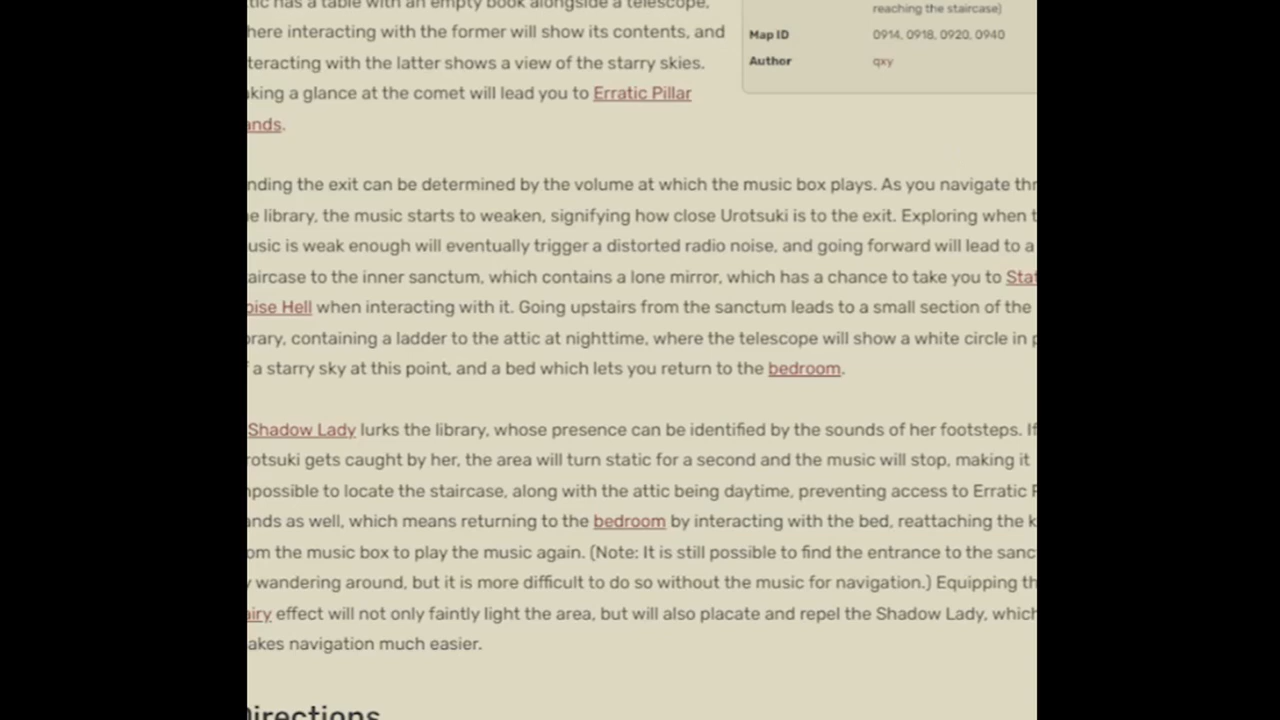 tic has a table with an empty book alongside a telescope,
here interacting with the former will show its contents, and
teracting with the latter shows a view of the starry skies.
king a glance at the comet will lead you to Erratic Pillar
ands.
reaching the staircase)
Map ID 0914, 0918, 0920, 0940
Author qxy
nding the exit can be determined by the volume at which the music box plays. As you navigate thr
e library, the music starts to weaken, signifying how close Urotsuki is to the exit. Exploring when t
usic is weak enough will eventually trigger a distorted radio noise, and going forward will lead to a
aircase to the inner sanctum, which contains a lone mirror, which has a chance to take you to Stat
oise Hell when interacting with it. Going upstairs from the sanctum leads to a small section of the
brary, containing a ladder to the attic at nighttime, where the telescope will show a white circle in p
f a starry sky at this point, and a bed which lets you return to the bedroom.
Shadow Lady lurks the library, whose presence can be identified by the sounds of her footsteps. If
rotsuki gets caught by her, the area will turn static for a second and the music will stop, making it
mpossible to locate the staircase, along with the attic being daytime, preventing access to Erratic P
ands as well, which means returning to the bedroom by interacting with the bed, reattaching the k
om the music box to play the music again. (Note: It is still possible to find the entrance to the sanc
y wandering around, but it is more difficult to do so without the music for navigation.) Equipping th
airy effect will not only faintly light the area, but will also placate and repel the Shadow Lady, which
akes navigation much easier.
Directions